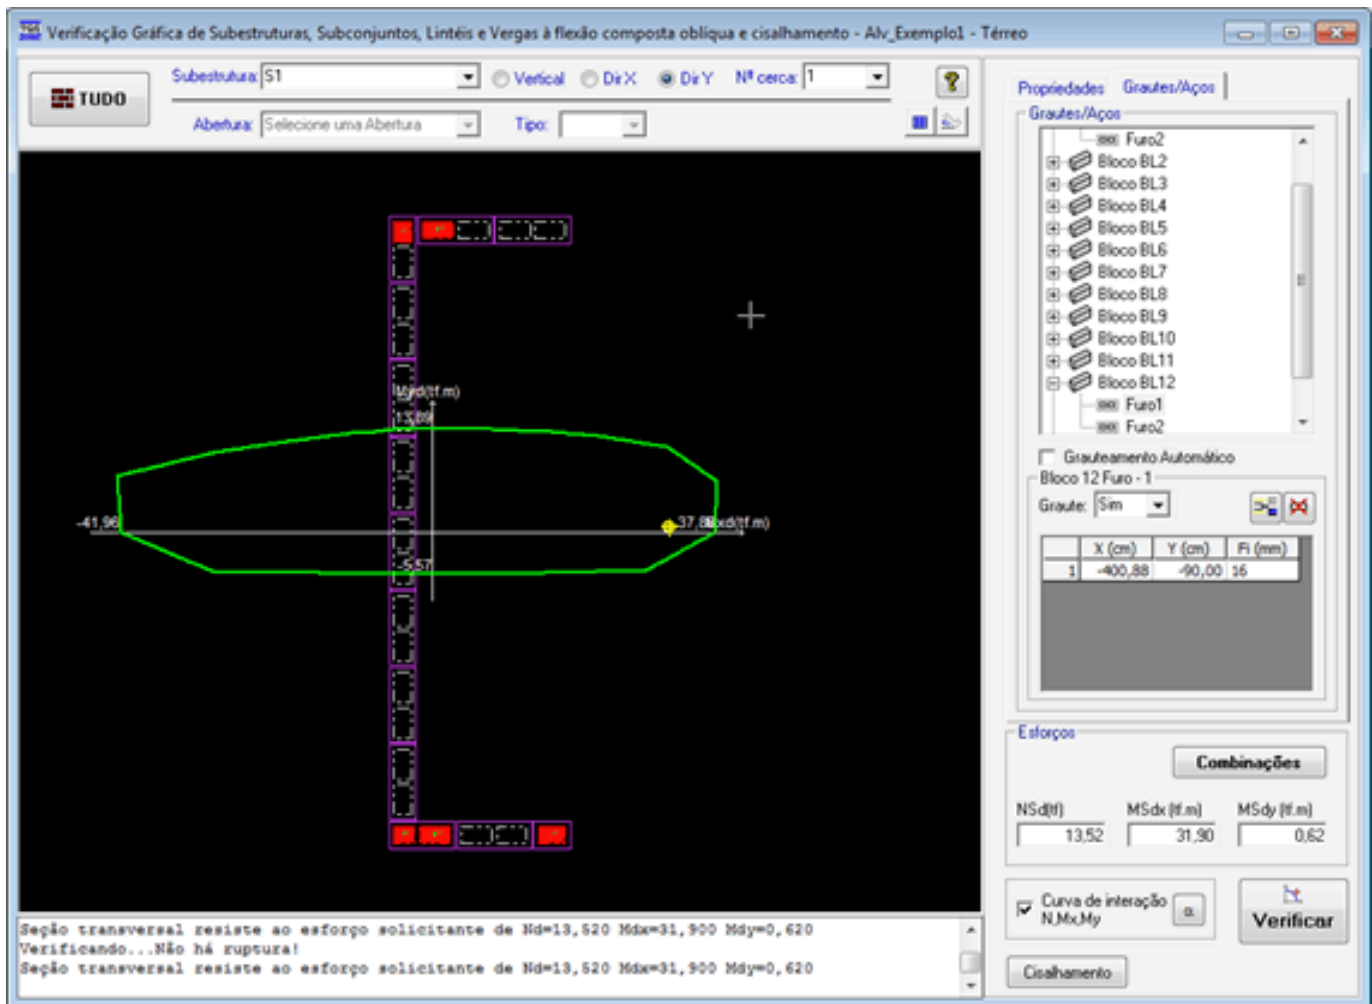 Verificação Gráfica de Subestruturas, Subconjuntos, Lintéis e Vergas à flexão composta oblíqua e cisalhamento - Alv_Exemplo1 - Térreo
TUDO
Subestrutura: S1
Vertical Dir X Dir Y Nº cerca: 1
Abertura: Selecione uma Abertura Tipo:
Propriedades Grautes/Aços
Grautes/Aços
Furo2
Bloco BL2
Bloco BL3
Bloco BL4
Bloco BL5
Bloco BL6
Bloco BL7
Bloco BL8
Bloco BL9
Bloco BL10
Bloco BL11
Bloco BL12
Furo1
Furo2
Grauteamento Automático
Bloco 12 Furo - 1
Graute: Sim
X (cm) Y (cm) Fi (mm)
1 -400,88 -90,00 16
13,89
-41,96
-5,57
Esforços
Combinações
NSd(tf) MSdx (tf.m) MSdy (tf.m)
13,52 31,90 0,62
Curva de interação
N,Mx,My
α
Verificar
Cisalhamento
Seção transversal resiste ao esforço solicitante de Nd=13,520 Mdx=31,900 Mdy=0,620
Verificando...Não há ruptura!
Seção transversal resiste ao esforço solicitante de Nd=13,520 Mdx=31,900 Mdy=0,620